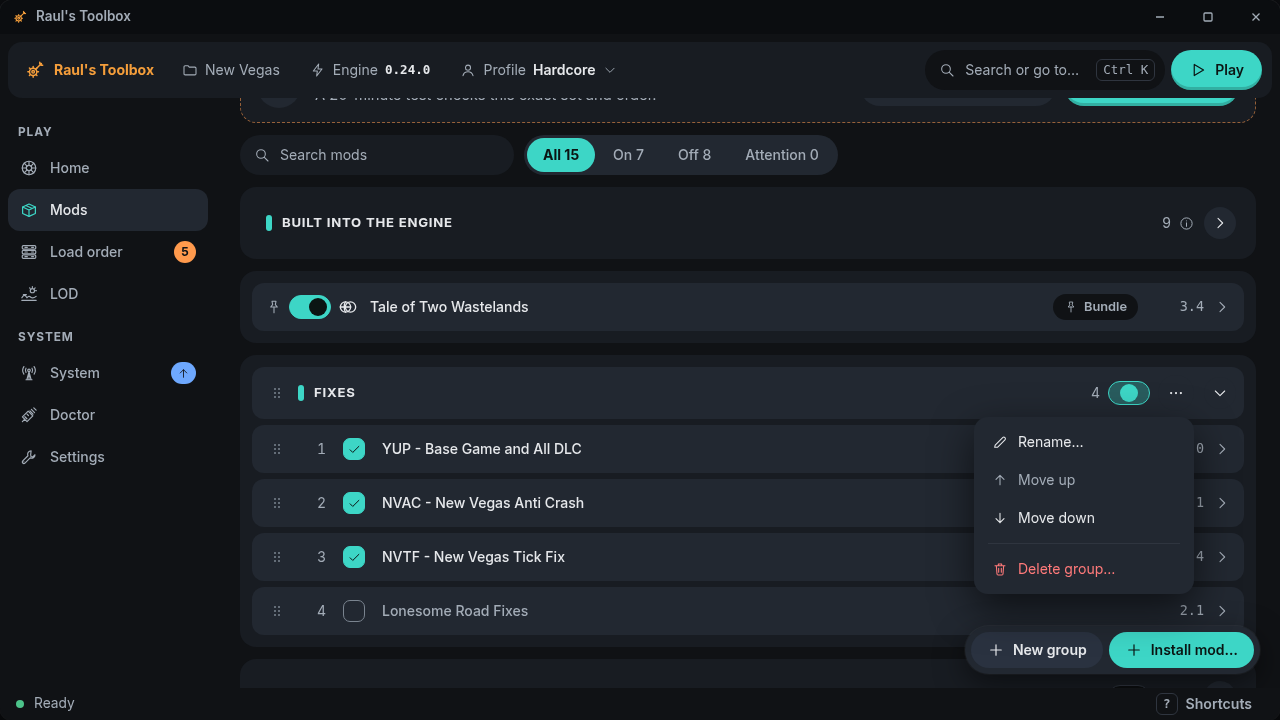 Raul's Toolbox
Raul's Toolbox New Vegas Engine 0.24.0 Profile Hardcore Search or go to... Ctrl K Play
PLAY
Home
Mods
Load order 5
LOD
SYSTEM
System
Doctor
Settings
Search mods All 15 On 7 Off 8 Attention 0
BUILT INTO THE ENGINE 9
Tale of Two Wastelands Bundle 3.4
FIXES 4
1 YUP - Base Game and All DLC 0
2 NVAC - New Vegas Anti Crash 1
3 NVTF - New Vegas Tick Fix 4
4 Lonesome Road Fixes 2.1
Rename...
Move up
Move down
Delete group...
New group Install mod...
Ready ? Shortcuts